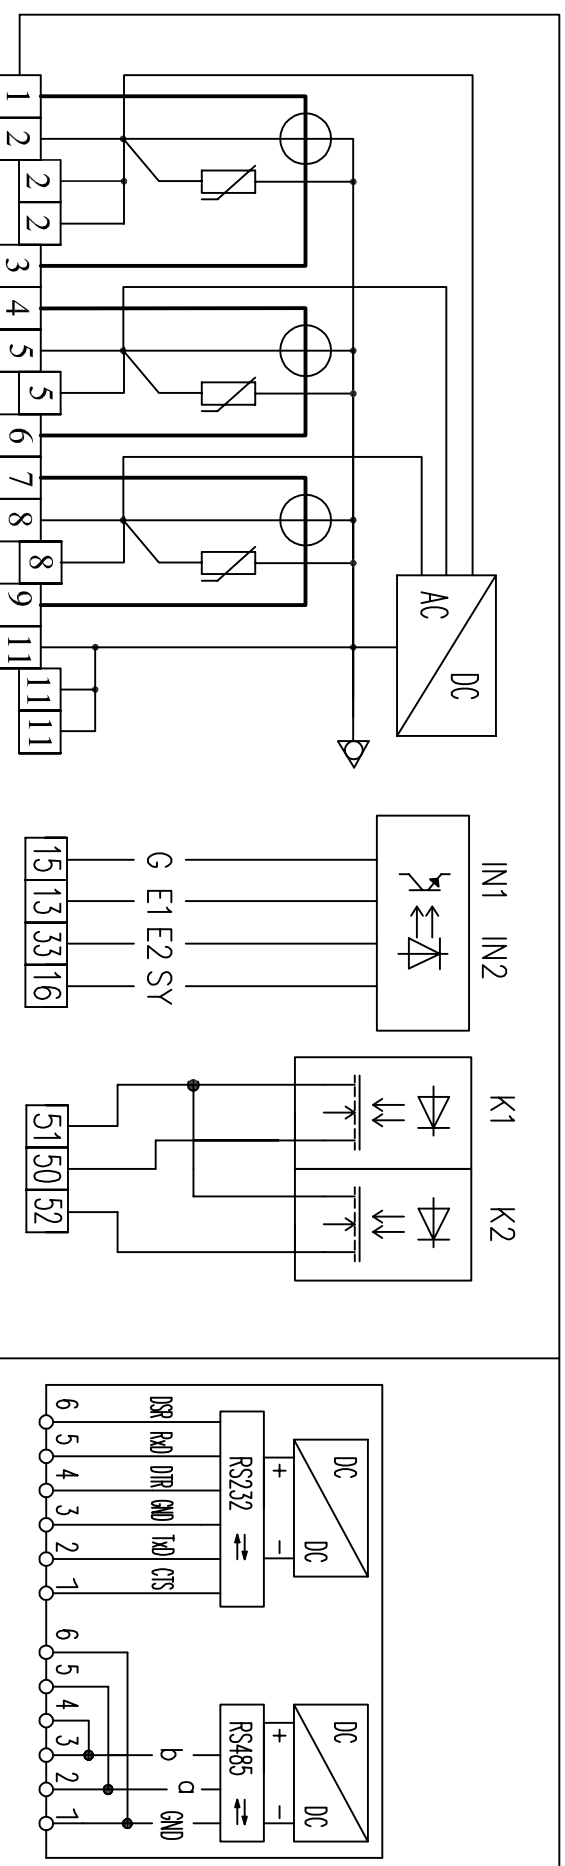 1
2
2
2
3
4
5
5
6
7
8
8
9
11
11
11
AC
DC
IN1 IN2
G
E1
E2
SY
15
13
33
16
K1
K2
51
50
52
DC
DC
+
−
RS232
DSR
RxD
DTR
GND
TxD
CTS
6
5
4
3
2
1
DC
DC
+
−
RS485
b
a
GND
6
5
4
3
2
1